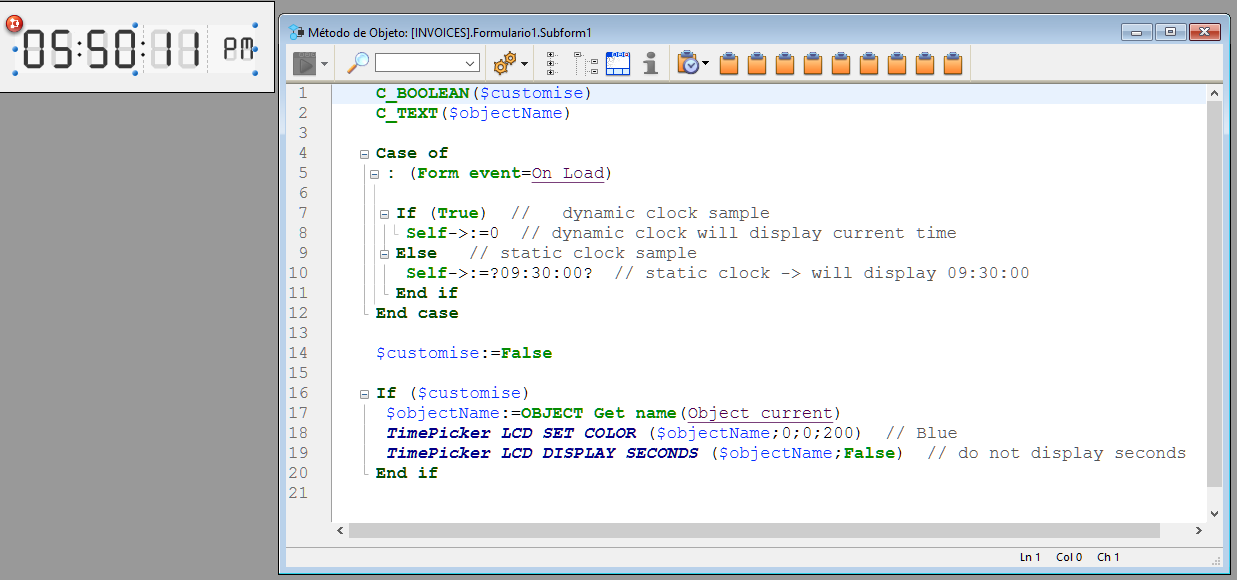 05:50:11 PM
Método de Objeto: [INVOICES].Formulario1.Subform1
1 C_BOOLEAN($customise)
2 C_TEXT($objectName)
3
4 Case of
5 : (Form event=On Load)
6
7 If (True) // dynamic clock sample
8 Self->:=0 // dynamic clock will display current time
9 Else // static clock sample
10 Self->:=?09:30:00? // static clock -> will display 09:30:00
11 End if
12 End case
13
14 $customise:=False
15
16 If ($customise)
17 $objectName:=OBJECT Get name(Object current)
18 TimePicker LCD SET COLOR ($objectName;0;0;200) // Blue
19 TimePicker LCD DISPLAY SECONDS ($objectName;False) // do not display seconds
20 End if
21
Ln 1 Col 0 Ch 1